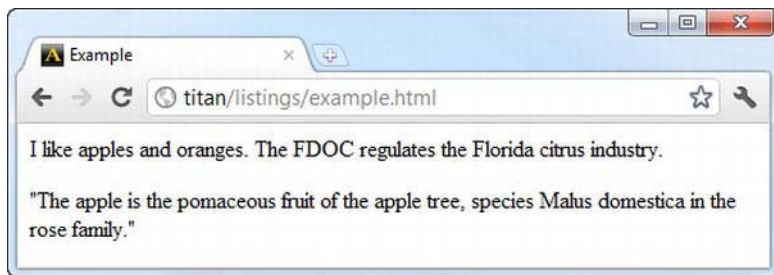 A Example
titan/listings/example.html
I like apples and oranges. The FDOC regulates the Florida citrus industry.
"The apple is the pomaceous fruit of the apple tree, species Malus domestica in the
rose family."